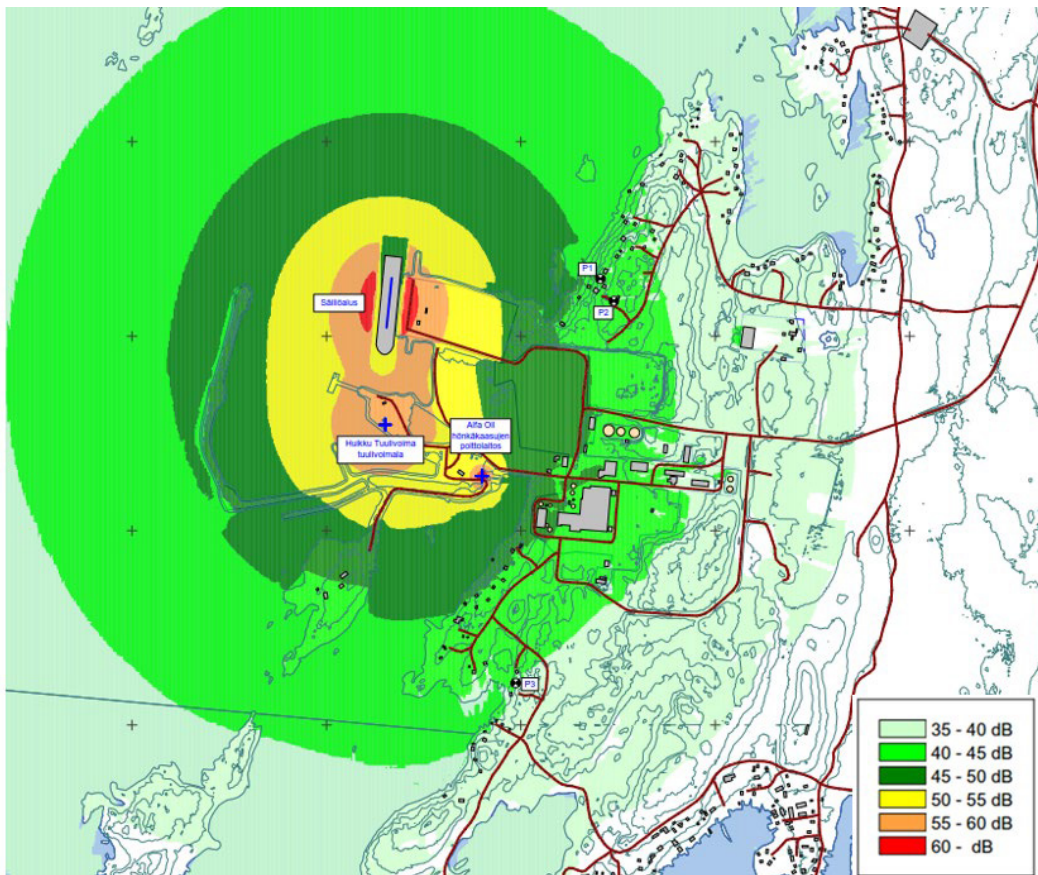 P1
P2
Säiliöalus
Alfa Oil
hönkäkaasujen
polttolaitos
Huikku Tuulivoima
tuulivoimala
P3
35 - 40 dB
40 - 45 dB
45 - 50 dB
50 - 55 dB
55 - 60 dB
60 - dB